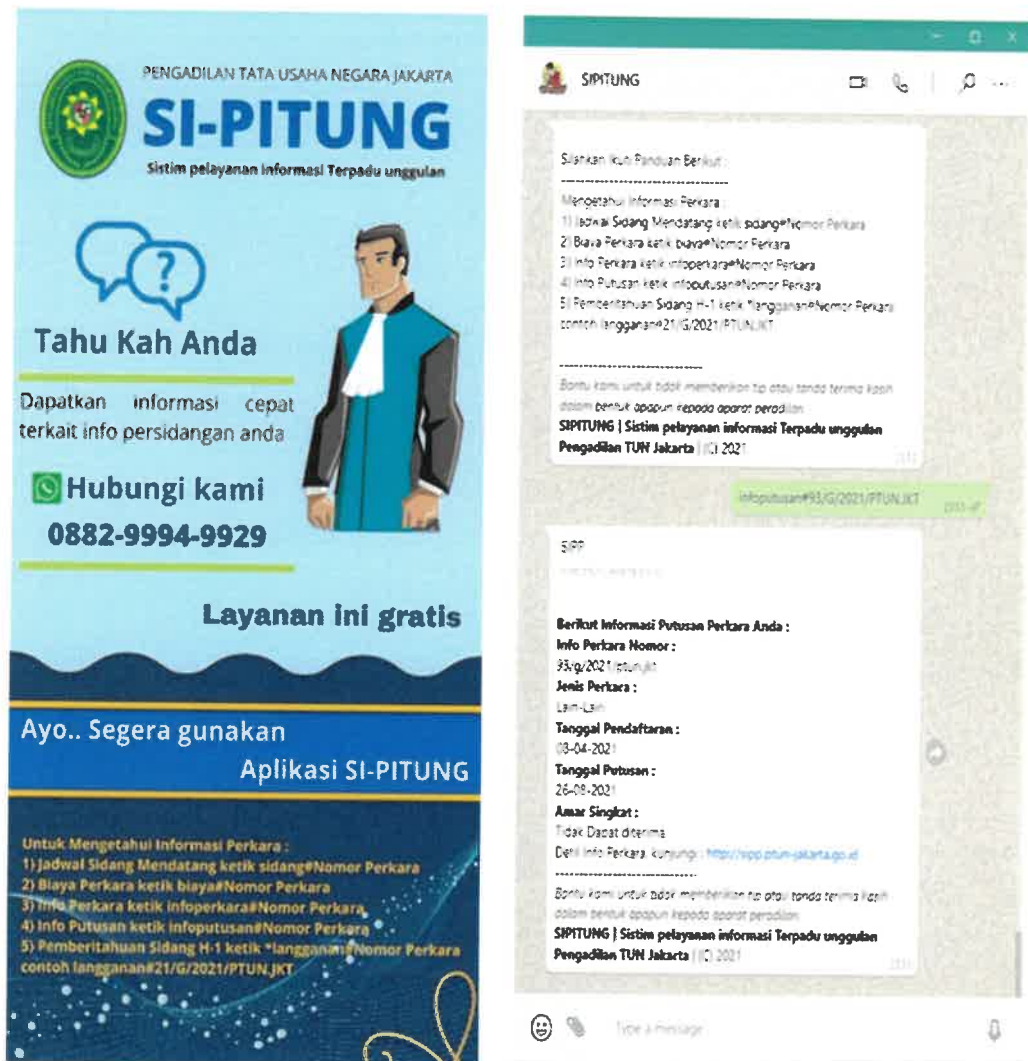 PENGADILAN TATA USAHA NEGARA JAKARTA
SI-PITUNG
Sistim pelayanan informasi Terpadu unggulan
?
Tahu Kah Anda
Dapatkan informasi cepat
terkait info persidangan anda
Hubungi kami
0882-9994-9929
Layanan ini gratis
Ayo.. Segera gunakan
Aplikasi SI-PITUNG
Untuk Mengetahui Informasi Perkara :
1) Jadwal Sidang Mendatang ketik sidang#Nomor Perkara
2) Biaya Perkara ketik biaya#Nomor Perkara
3) Info Perkara ketik infoperkara#Nomor Perkara
4) Info Putusan ketik infoputusan#Nomor Perkara
5) Pemberitahuan Sidang H-1 ketik *langganan#Nomor Perkara
contoh langganan#21/G/2021/PTUN.JKT
SIPITUNG
Silahkan Ikuti Panduan Berikut :
---------------------------------
Mengetahui Informasi Perkara :
1) Jadwal Sidang Mendatang ketik sidang#Nomor Perkara
2) Biaya Perkara ketik biaya#Nomor Perkara
3) Info Perkara ketik infoperkara#Nomor Perkara
4) Info Putusan ketik infoputusan#Nomor Perkara
5) Pemberitahuan Sidang H-1 ketik *langganan#Nomor Perkara
contoh langganan#21/G/2021/PTUN.JKT
----------------------------
Bantu kami untuk tidak memberikan tip atau tanda terima kasih
dalam bentuk apapun kepada aparat peradilan
SIPITUNG | Sistim pelayanan informasi Terpadu unggulan
Pengadilan TUN Jakarta | (C) 2021
infoputusan#93/G/2021/PTUN.JKT
SIPP
Berikut Informasi Putusan Perkara Anda :
Info Perkara Nomor :
93/g/2021/ptun.jkt
Jenis Perkara :
Lain-Lain
Tanggal Pendaftaran :
08-04-2021
Tanggal Putusan :
26-08-2021
Amar Singkat :
Tidak Dapat diterima
Detil Info Perkara, kunjungi : http://sipp.ptun-jakarta.go.id
----------------------------
Bantu kami untuk tidak memberikan tip atau tanda terima kasih
dalam bentuk apapun kepada aparat peradilan
SIPITUNG | Sistim pelayanan informasi Terpadu unggulan
Pengadilan TUN Jakarta | (C) 2021
Type a message